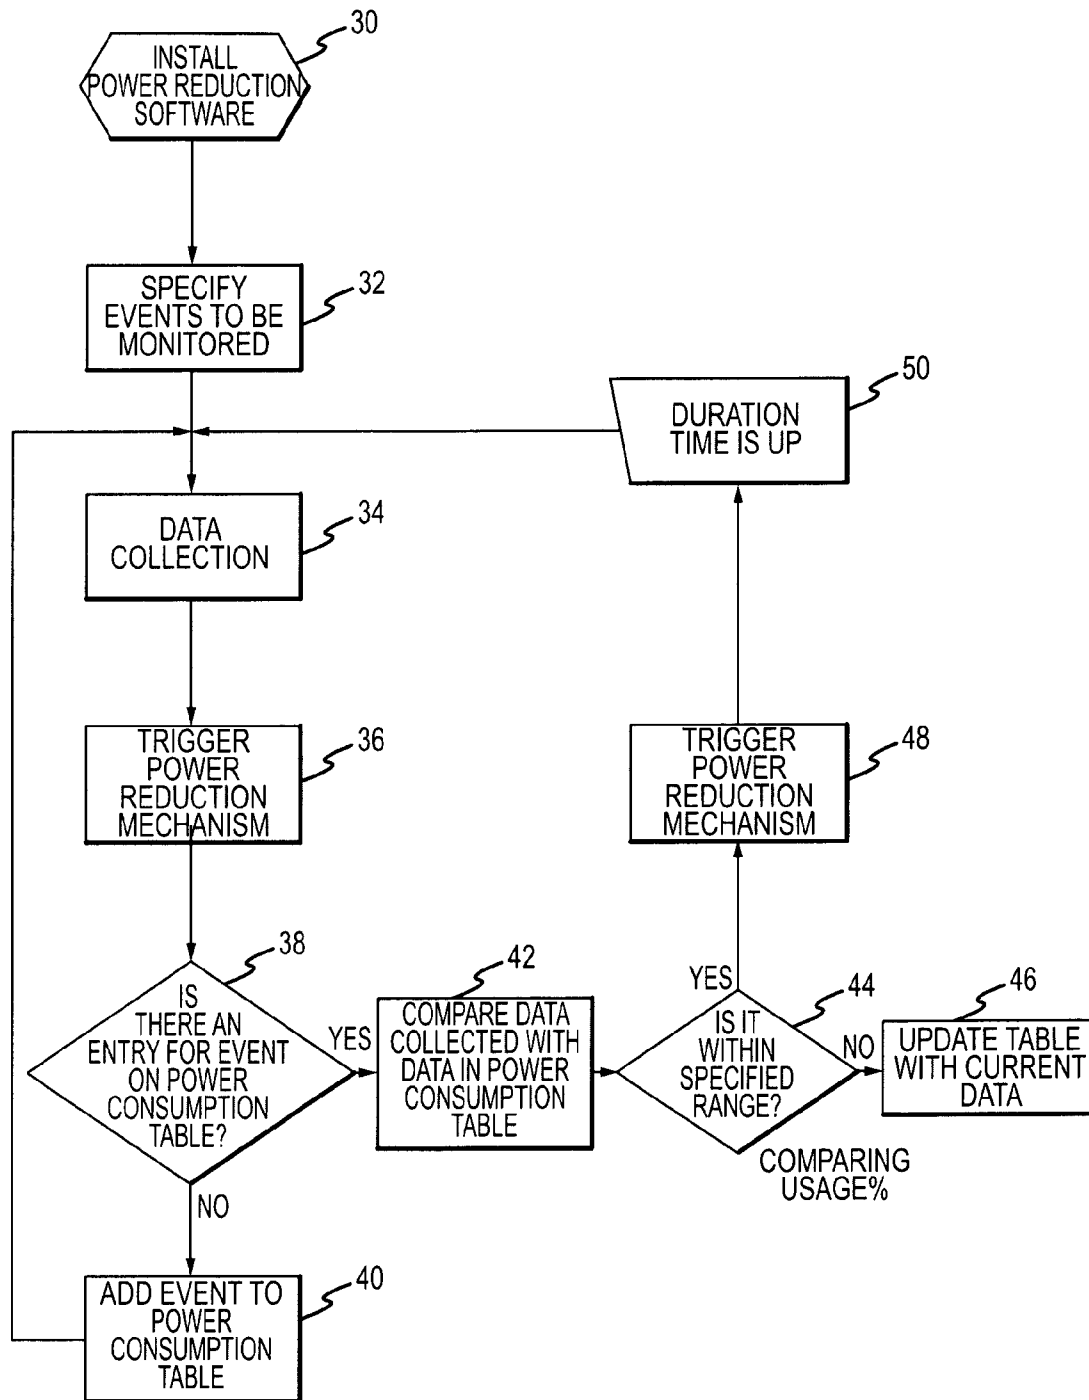 30
INSTALL
POWER REDUCTION
SOFTWARE
32
SPECIFY
EVENTS TO BE
MONITORED
50
DURATION
TIME IS UP
34
DATA
COLLECTION
36
TRIGGER
POWER
REDUCTION
MECHANISM
48
TRIGGER
POWER
REDUCTION
MECHANISM
38
IS
THERE AN
ENTRY FOR EVENT
ON POWER
CONSUMPTION
TABLE?
YES
42
COMPARE DATA
COLLECTED WITH
DATA IN POWER
CONSUMPTION
TABLE
YES
44
IS IT
WITHIN
SPECIFIED
RANGE?
NO
46
UPDATE TABLE
WITH CURRENT
DATA
COMPARING
USAGE%
NO
40
ADD EVENT TO
POWER
CONSUMPTION
TABLE